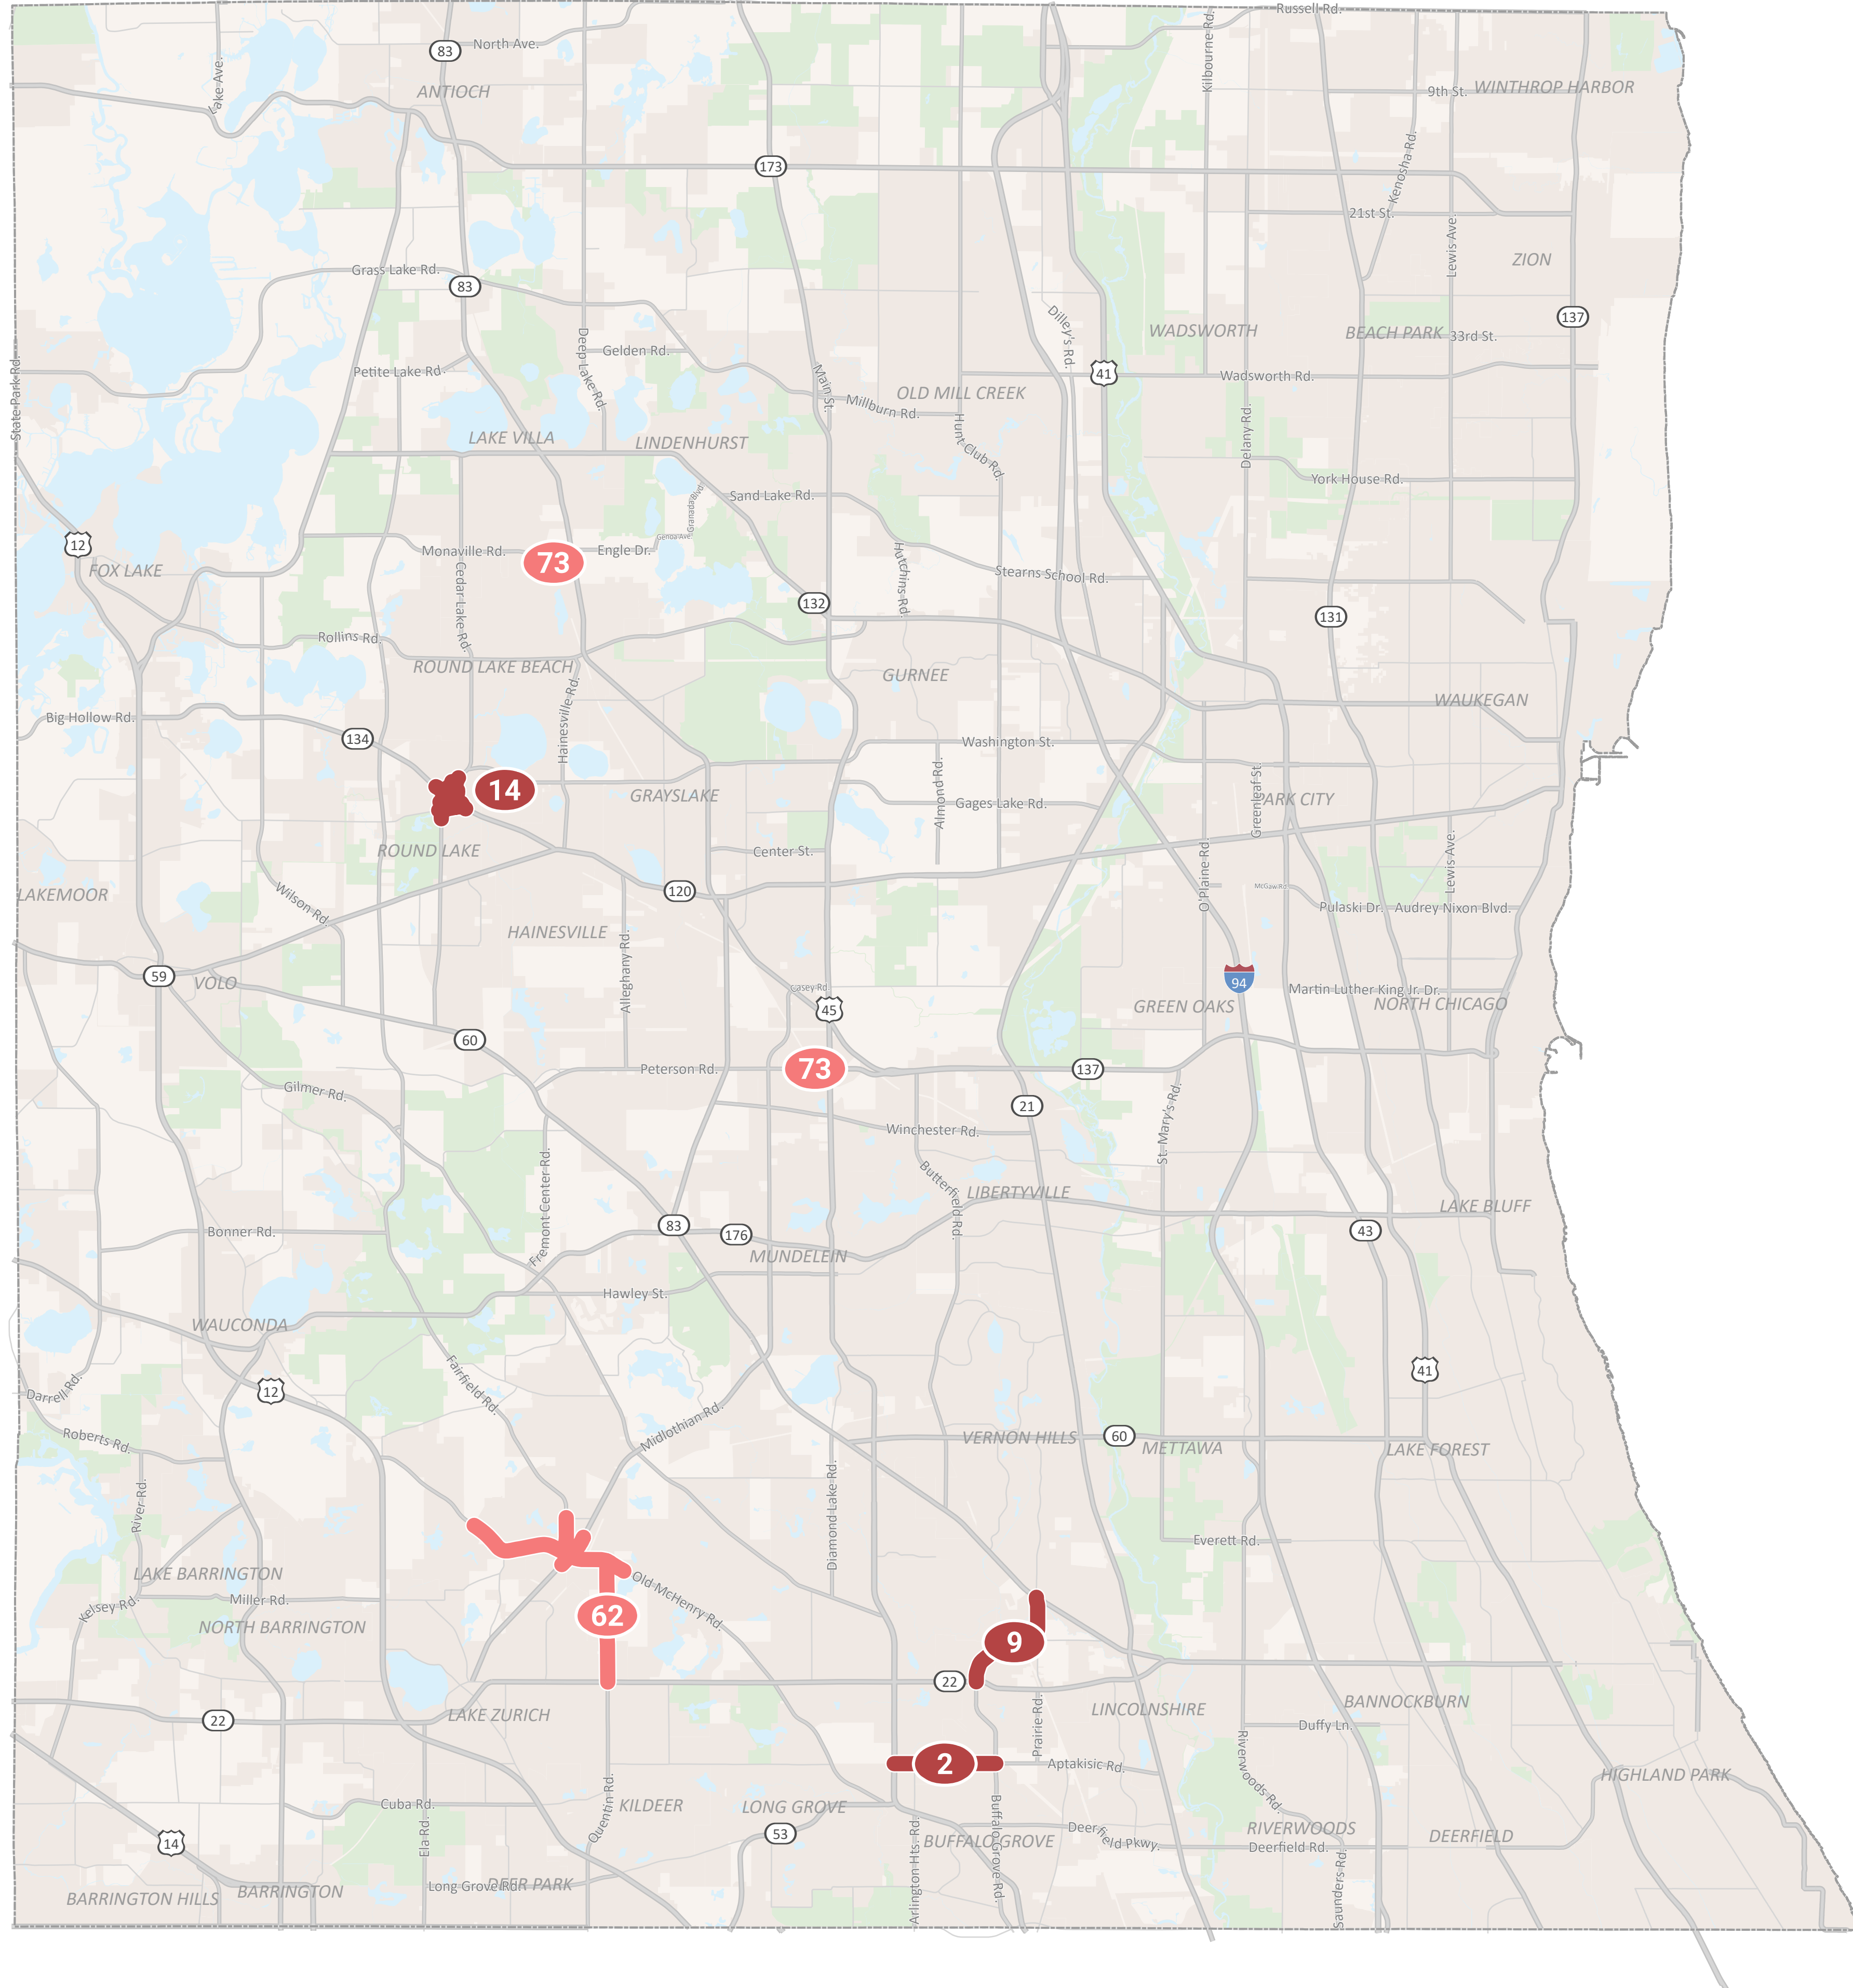 Russell Rd.
83
North Ave.
Lake Ave.
Kilbourne Rd.
ANTIOCH
9th St.
WINTHROP HARBOR
173
Kenosha Rd.
21st St.
Lewis Ave.
ZION
Grass Lake Rd.
83
137
Dilley's Rd.
WADSWORTH
BEACH PARK
33rd St.
Deep Lake Rd.
Gelden Rd.
State Park Rd.
Petite Lake Rd.
Main St.
41
Wadsworth Rd.
OLD MILL CREEK
Millburn Rd.
Hunt Club Rd.
Delany Rd.
LAKE VILLA
LINDENHURST
York House Rd.
Sand Lake Rd.
Granada Blvd
12
Genoa Ave.
Monaville Rd.
73
Engle Dr.
FOX LAKE
Cedar Lake Rd.
Hutchins Rd.
Stearns School Rd.
132
131
Rollins Rd.
ROUND LAKE BEACH
GURNEE
Hainesville Rd.
WAUKEGAN
Big Hollow Rd.
134
Washington St.
14
GRAYSLAKE
Almond Rd.
Gages Lake Rd.
Greenleaf St.
PARK CITY
ROUND LAKE
Center St.
O'Plaine Rd.
Lewis Ave.
LAKEMOOR
Wilson Rd.
120
McGaw Rd.
Pulaski Dr.
Audrey Nixon Blvd.
HAINESVILLE
Alleghany Rd.
59
VOLO
94
Casey Rd
Martin Luther King Jr. Dr.
45
GREEN OAKS
NORTH CHICAGO
60
Peterson Rd.
73
137
Gilmer Rd.
21
St. Mary's Rd.
Winchester Rd.
Fremont Center Rd.
Butterfield Rd.
LIBERTYVILLE
LAKE BLUFF
Bonner Rd.
83
176
43
MUNDELEIN
Hawley St.
WAUCONDA
41
12
Darrell Rd.
Fairfield Rd.
Midlothian Rd.
Roberts Rd.
VERNON HILLS
60
METTAWA
LAKE FOREST
River Rd.
Diamond Lake Rd.
Everett Rd.
LAKE BARRINGTON
Old McHenry Rd.
Kelsey Rd.
Miller Rd.
62
NORTH BARRINGTON
9
22
LAKE ZURICH
22
Prairie Rd.
LINCOLNSHIRE
BANNOCKBURN
Duffy Ln.
2
Aptakisic Rd.
Riverwoods Rd.
HIGHLAND PARK
Cuba Rd.
Quentin Rd.
KILDEER
LONG GROVE
14
Ela Rd.
53
Arlington Hts. Rd.
BUFFALO GROVE
Buffalo Grove Rd.
Deerfield Pkwy.
RIVERWOODS
Deerfield Rd.
DEERFIELD
Saunders Rd.
BARRINGTON HILLS
BARRINGTON
Long Grove Rd
DEER PARK